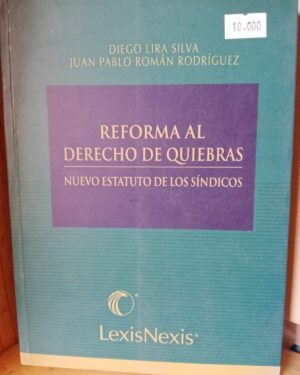 10.000
DIEGO LIRA SILVA
JUAN PABLO ROMÁN RODRÍGUEZ
REFORMA AL
DERECHO DE QUIEBRAS
NUEVO ESTATUTO DE LOS SÍNDICOS
LexisNexis®